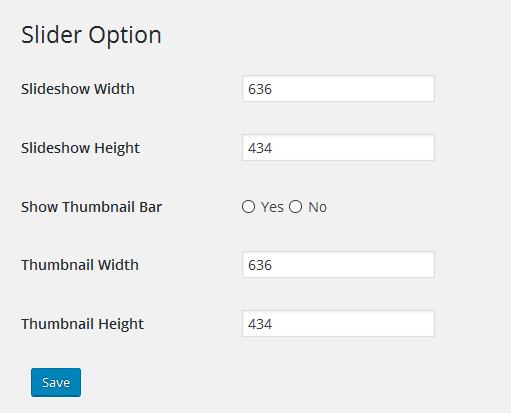 Slider Option
Slideshow Width 636
Slideshow Height 434
Show Thumbnail Bar Yes No
Thumbnail Width 636
Thumbnail Height 434
Save